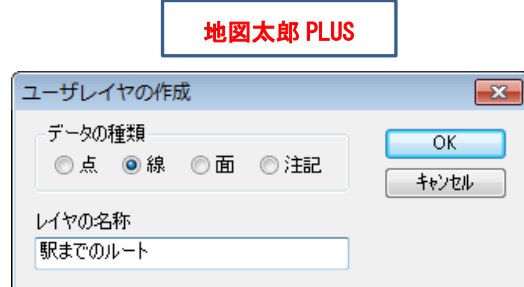 地図太郎 PLUS
ユーザレイヤの作成
データの種類
点 線 面 注記
OK
キャンセル
レイヤの名称
駅までのルート